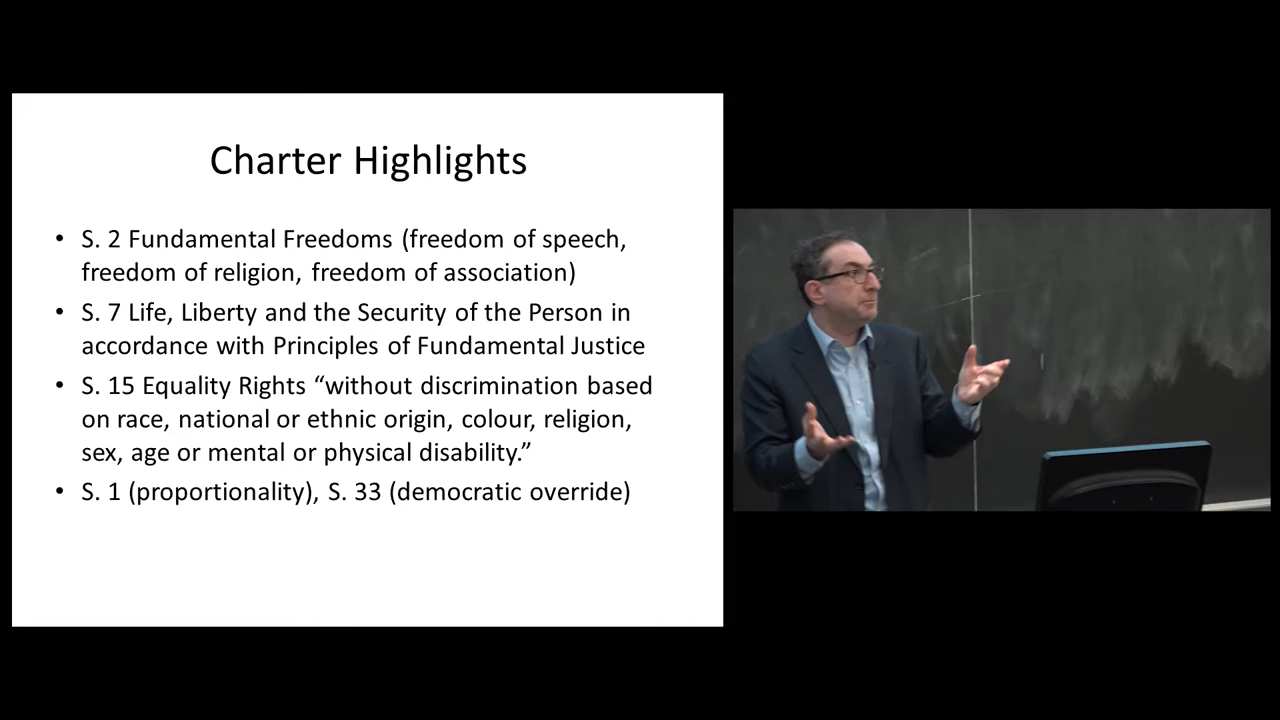 Charter Highlights
• S. 2 Fundamental Freedoms (freedom of speech,
freedom of religion, freedom of association)
• S. 7 Life, Liberty and the Security of the Person in
accordance with Principles of Fundamental Justice
• S. 15 Equality Rights “without discrimination based
on race, national or ethnic origin, colour, religion,
sex, age or mental or physical disability.”
• S. 1 (proportionality), S. 33 (democratic override)